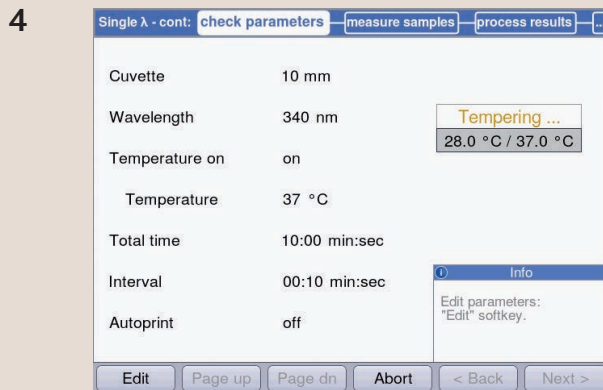 4
Single λ - cont: check parameters measure samples process results ...
Cuvette 10 mm
Wavelength 340 nm
Tempering ...
28.0 °C / 37.0 °C
Temperature on on
Temperature 37 °C
Total time 10:00 min:sec
Interval 00:10 min:sec
Autoprint off
i Info
Edit parameters:
"Edit" softkey.
Edit Page up Page dn Abort < Back Next >